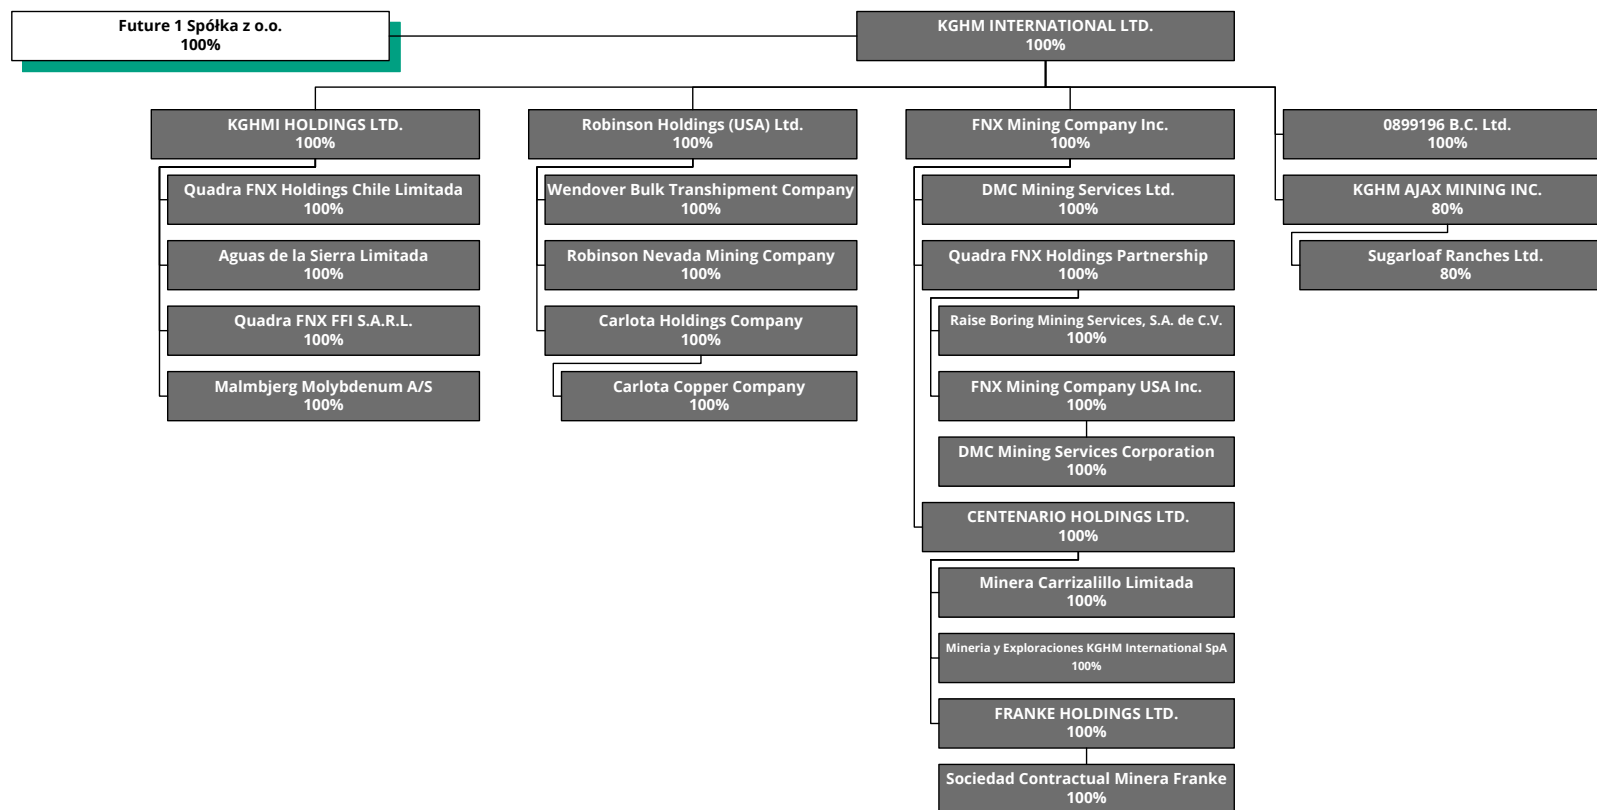 Future 1 Spółka z o.o.
100%
KGHM INTERNATIONAL LTD.
100%
KGHMI HOLDINGS LTD.
100%
Quadra FNX Holdings Chile Limitada
100%
Aguas de la Sierra Limitada
100%
Quadra FNX FFI S.A.R.L.
100%
Malmbjerg Molybdenum A/S
100%
Robinson Holdings (USA) Ltd.
100%
Wendover Bulk Transhipment Company
100%
Robinson Nevada Mining Company
100%
Carlota Holdings Company
100%
Carlota Copper Company
100%
FNX Mining Company Inc.
100%
DMC Mining Services Ltd.
100%
Quadra FNX Holdings Partnership
100%
Raise Boring Mining Services, S.A. de C.V.
100%
FNX Mining Company USA Inc.
100%
DMC Mining Services Corporation
100%
CENTENARIO HOLDINGS LTD.
100%
Minera Carrizalillo Limitada
100%
Mineria y Exploraciones KGHM International SpA
100%
FRANKE HOLDINGS LTD.
100%
Sociedad Contractual Minera Franke
100%
0899196 B.C. Ltd.
100%
KGHM AJAX MINING INC.
80%
Sugarloaf Ranches Ltd.
80%